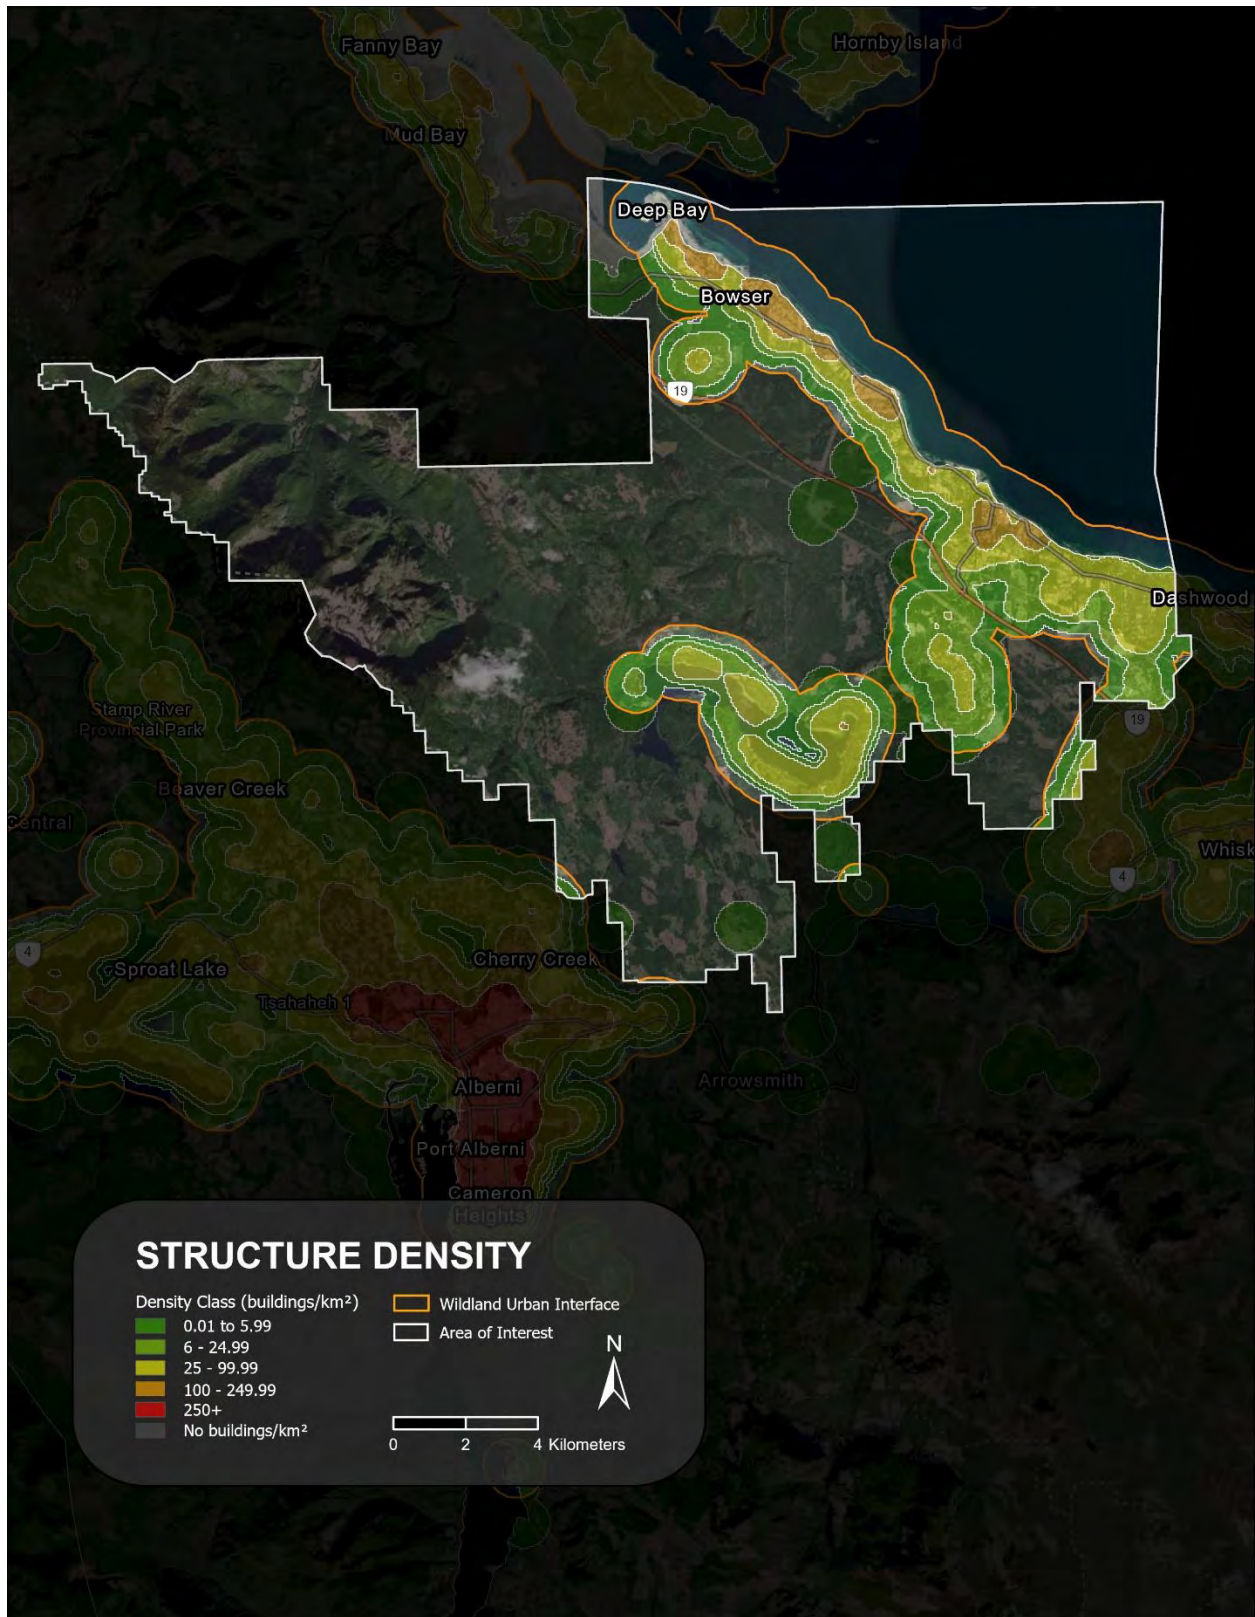 Fanny Bay
Hornby Island
Mud Bay
Deep Bay
Bowser
19
Dashwood
Stamp River
Provincial Park
19
Beaver Creek
Central
Whisk
4
4
Sproat Lake
Cherry Creek
Tsahaheh 1
Arrowsmith
Alberni
Port Alberni
Cameron
Heights
STRUCTURE DENSITY
Density Class (buildings/km²)
0.01 to 5.99
6 - 24.99
25 - 99.99
100 - 249.99
250+
No buildings/km²
Wildland Urban Interface
Area of Interest
N
0 2 4 Kilometers